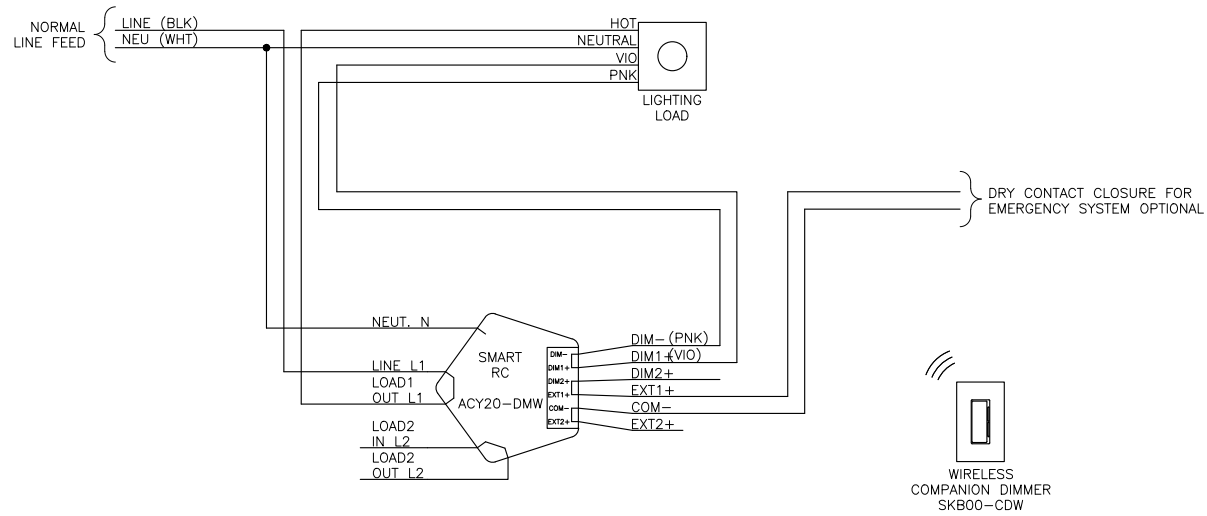 NORMAL
LINE FEED
LINE (BLK)
NEU (WHT)
HOT
NEUTRAL
VIO
PNK
LIGHTING
LOAD
DRY CONTACT CLOSURE FOR
EMERGENCY SYSTEM OPTIONAL
NEUT. N
LINE L1
LOAD1
OUT L1
LOAD2
IN L2
LOAD2
OUT L2
SMART
RC
ACY20-DMW
DIM-
DIM1+
DIM2+
EXT1+
COM-
EXT2+
DIM- (PNK)
DIM1+(VIO)
DIM2+
EXT1+
COM-
EXT2+
WIRELESS
COMPANION DIMMER
SKB00-CDW